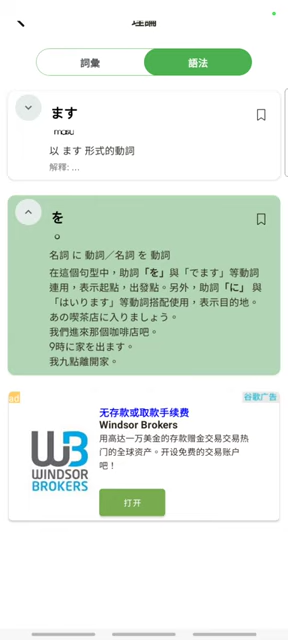 詞彙
語法
ます
masu
以 ます 形式的動詞
解釋: ...
を
o
名詞 に 動詞／名詞 を 動詞
在這個句型中，助詞「を」與「でます」等動詞
連用，表示起點，出發點。另外，助詞「に」 與
「はいります」等動詞搭配使用，表示目的地。
あの喫茶店に入りましょう。
我們進來那個咖啡店吧。
9時に家を出ます。
我九點離開家。
ad
谷歌广告
无存款或取款手续费
Windsor Brokers
用高达一万美金的存款赠金交易交易热
门的全球资产。开设免费的交易账户
吧！
WB
WINDSOR
BROKERS
打开